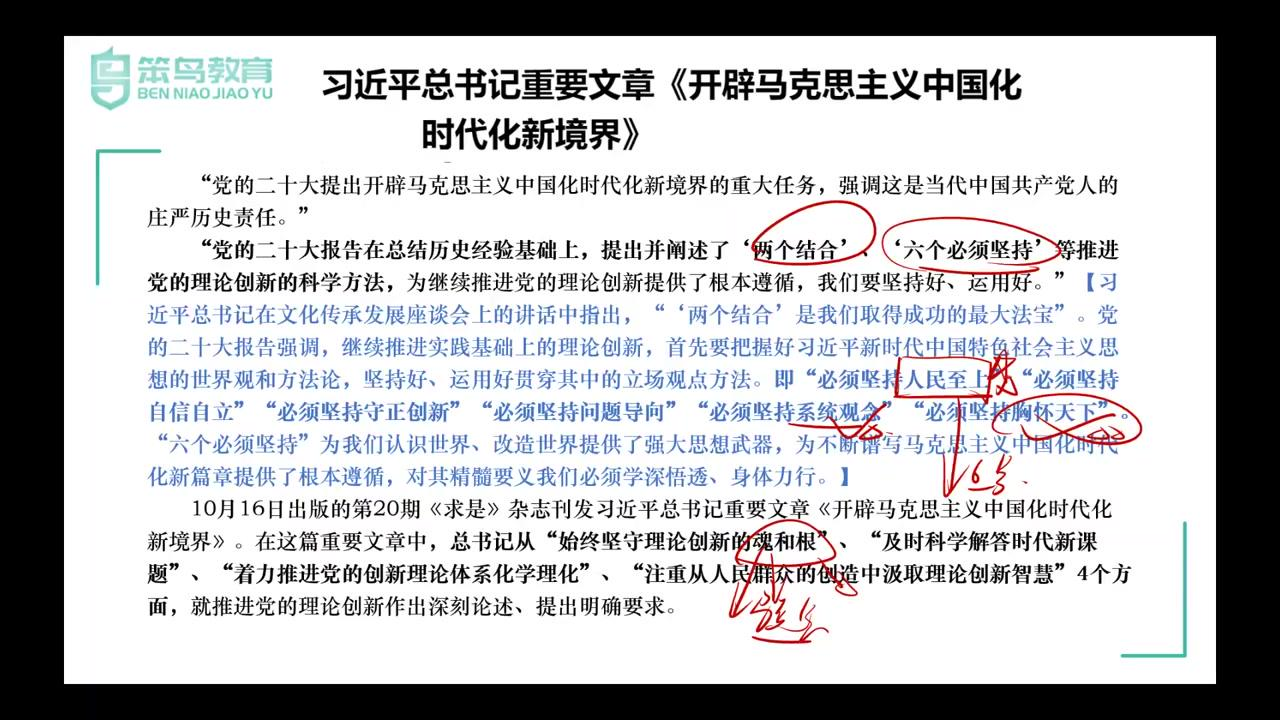 笨鸟教育
BEN NIAO JIAO YU
习近平总书记重要文章《开辟马克思主义中国化
时代化新境界》
“党的二十大提出开辟马克思主义中国化时代化新境界的重大任务，强调这是当代中国共产党人的
庄严历史责任。”
“党的二十大报告在总结历史经验基础上，提出并阐述了‘两个结合’、‘六个必须坚持’等推进
党的理论创新的科学方法，为继续推进党的理论创新提供了根本遵循，我们要坚持好、运用好。”【习
近平总书记在文化传承发展座谈会上的讲话中指出，“‘两个结合’是我们取得成功的最大法宝”。党
的二十大报告强调，继续推进实践基础上的理论创新，首先要把握好习近平新时代中国特色社会主义思
想的世界观和方法论，坚持好、运用好贯穿其中的立场观点方法。即“必须坚持人民至上”“必须坚持
自信自立”“必须坚持守正创新”“必须坚持问题导向”“必须坚持系统观念”“必须坚持胸怀天下”。
“六个必须坚持”为我们认识世界、改造世界提供了强大思想武器，为不断谱写马克思主义中国化时代
化新篇章提供了根本遵循，对其精髓要义我们必须学深悟透、身体力行。】
10月16日出版的第20期《求是》杂志刊发习近平总书记重要文章《开辟马克思主义中国化时代化
新境界》。在这篇重要文章中，总书记从“始终坚守理论创新的魂和根”、“及时科学解答时代新课
题”、“着力推进党的创新理论体系化学理化”、“注重从人民群众的创造中汲取理论创新智慧”4个方
面，就推进党的理论创新作出深刻论述、提出明确要求。